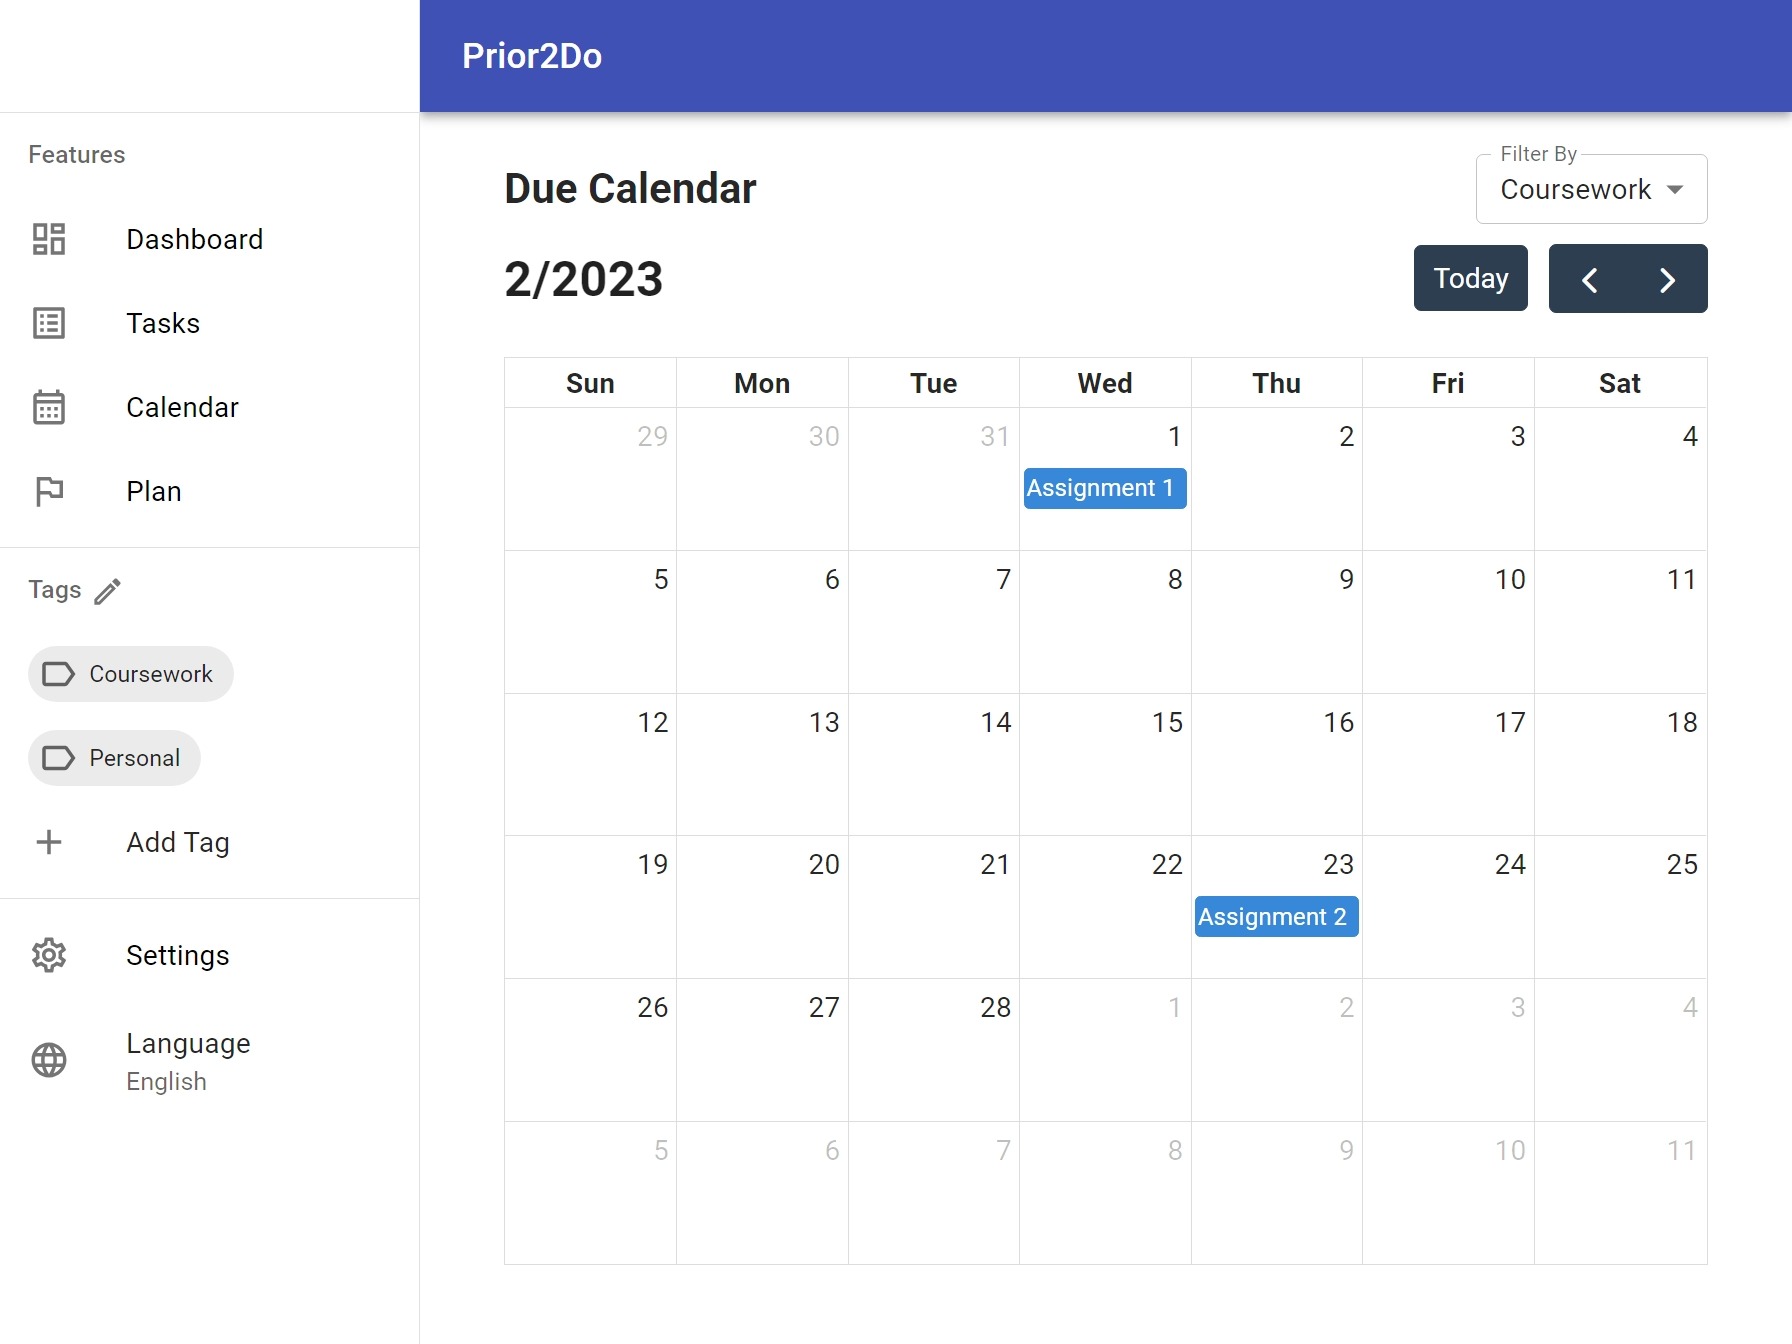 Prior2Do
Features
Dashboard
Tasks
Calendar
Plan
Tags
Coursework
Personal
Add Tag
Settings
Language
English
Due Calendar
Filter By
Coursework
2/2023
Today
Sun Mon Tue Wed Thu Fri Sat
29 30 31 1 2 3 4
Assignment 1
5 6 7 8 9 10 11
12 13 14 15 16 17 18
19 20 21 22 23 24 25
Assignment 2
26 27 28 1 2 3 4
5 6 7 8 9 10 11